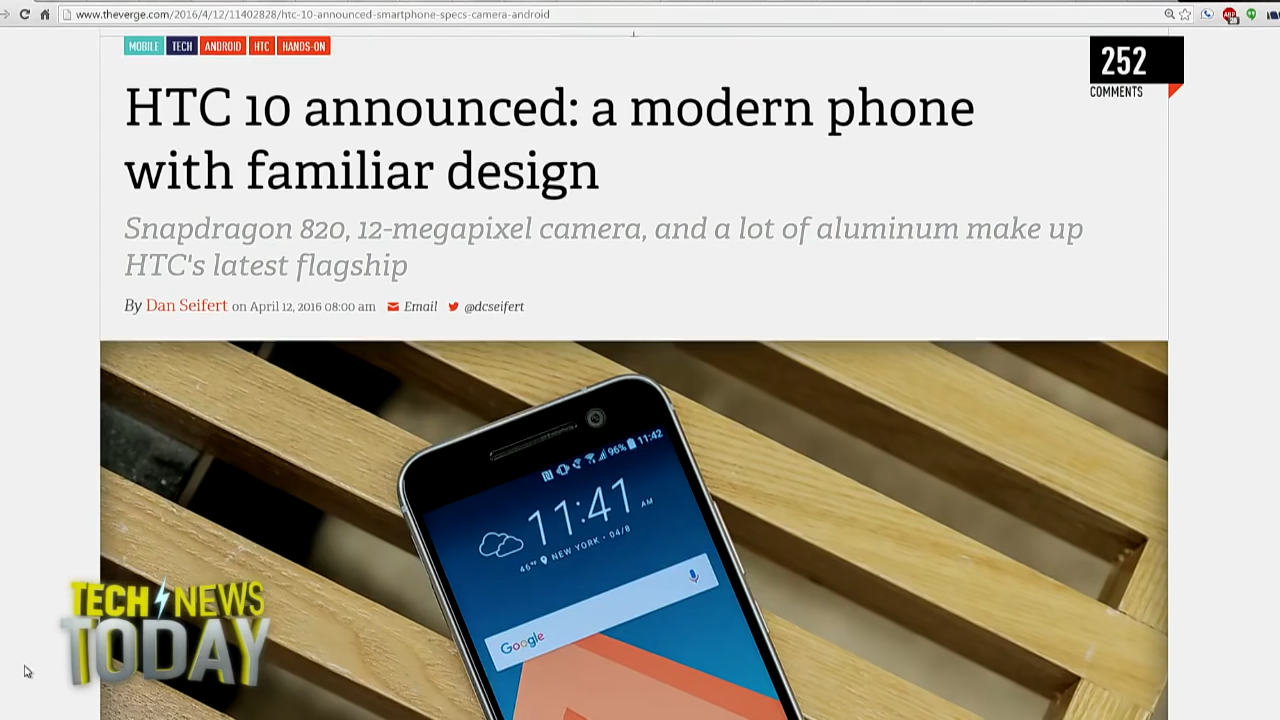 www.theverge.com/2016/4/12/11402828/htc-10-announced-smartphone-specs-camera-android
MOBILE TECH ANDROID HTC HANDS-ON
252
COMMENTS
HTC 10 announced: a modern phone
with familiar design
Snapdragon 820, 12-megapixel camera, and a lot of aluminum make up
HTC's latest flagship
By Dan Seifert on April 12, 2016 08:00 am Email @dcseifert
96% 11:42
11:41 AM
46°F NEW YORK • 04/8
Google
TECH NEWS
TODAY